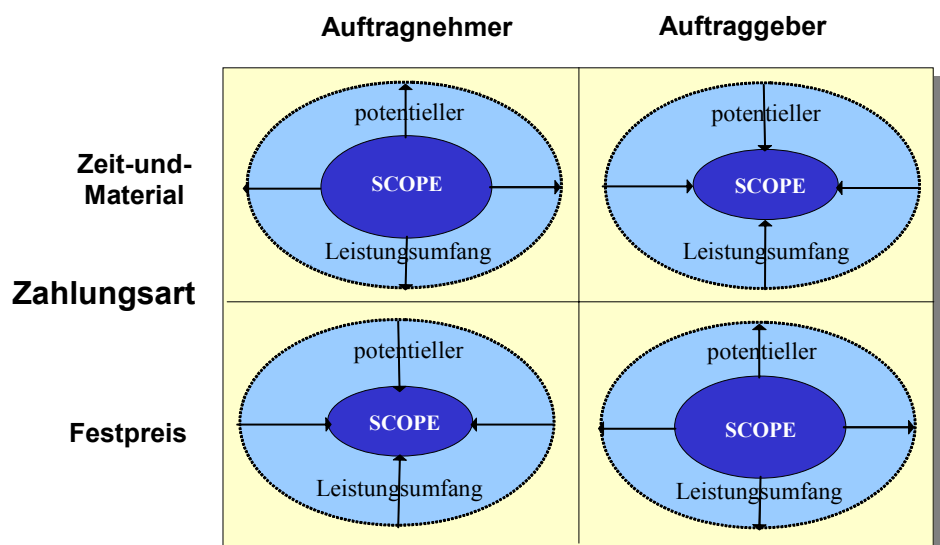 Auftragnehmer
Auftraggeber
Zeit-und-
Material
potentieller
SCOPE
Leistungsumfang
potentieller
SCOPE
Leistungsumfang
Zahlungsart
Festpreis
potentieller
SCOPE
Leistungsumfang
potentieller
SCOPE
Leistungsumfang